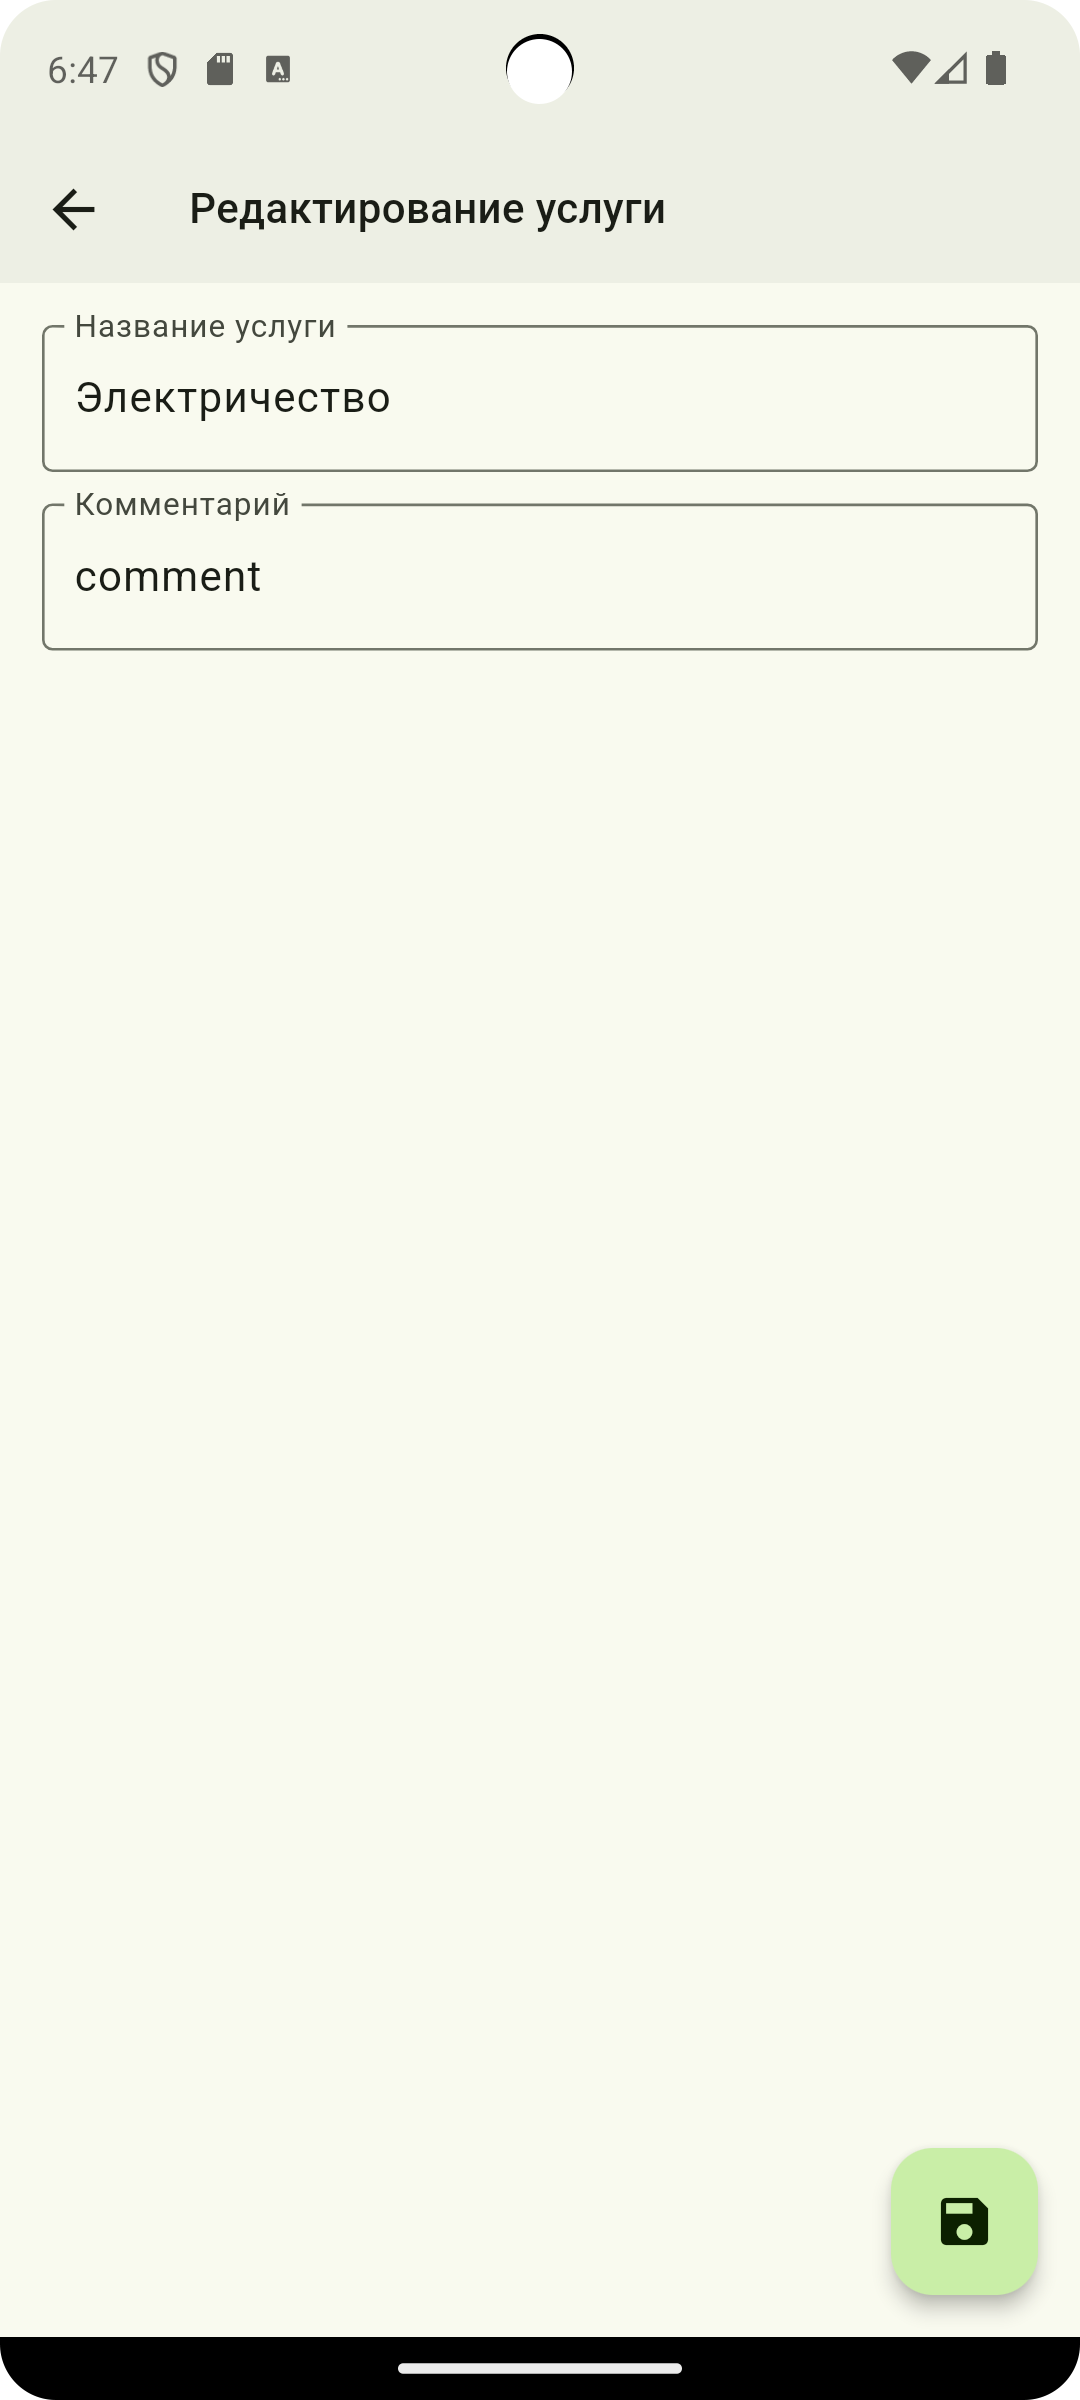 6:47
Редактирование услуги
Название услуги
Электричество
Комментарий
comment